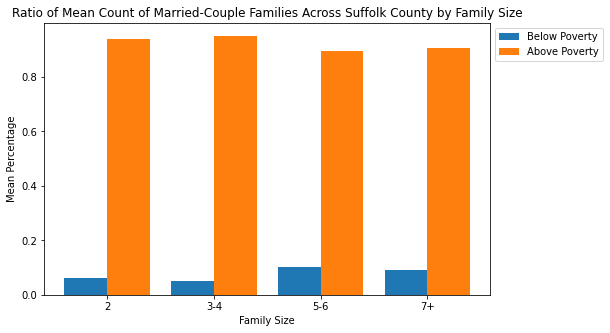 Ratio of Mean Count of Married-Couple Families Across Suffolk County by Family Size
Below Poverty
Above Poverty
Mean Percentage
0.8
0.6
0.4
0.2
0.0
2
3-4
5-6
7+
Family Size